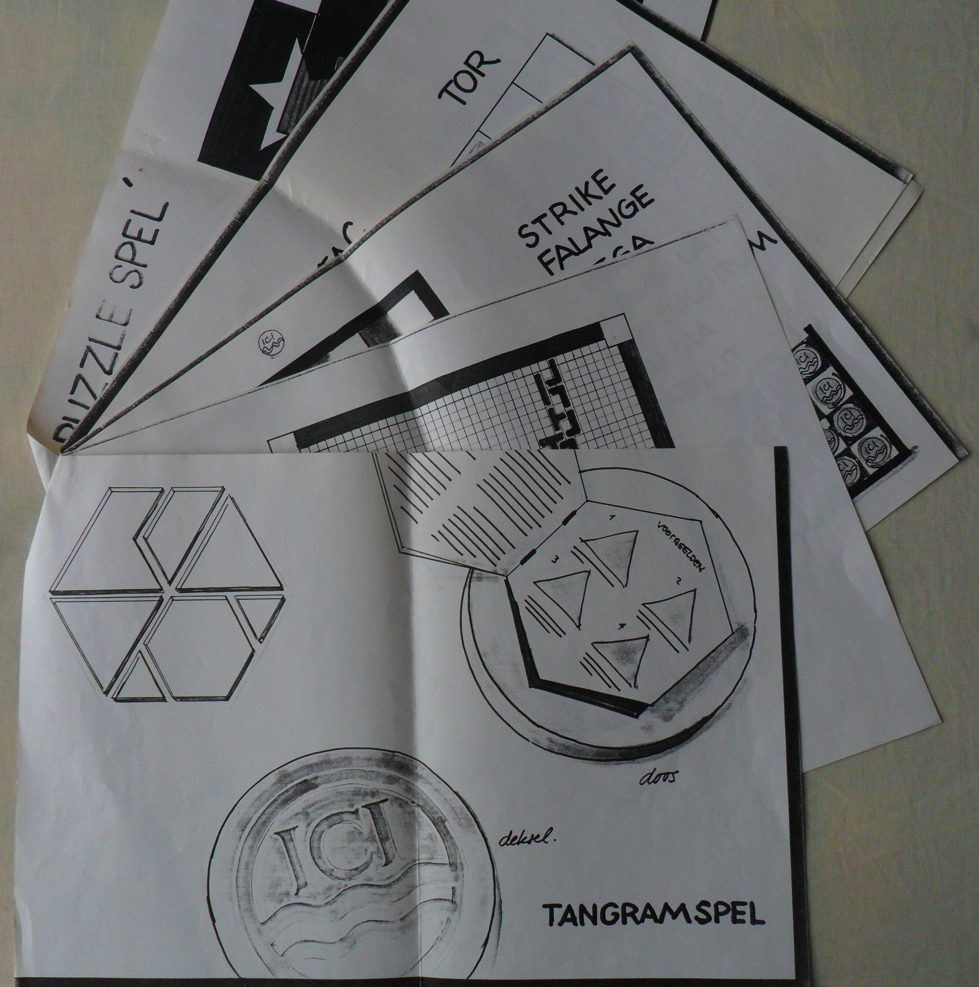 PUZZLE SPEL
TOR
STRIKE
FALANGE
ICI
VOORBEELDEN
1
3
2
4
doos
ICI
deksel.
TANGRAMSPEL